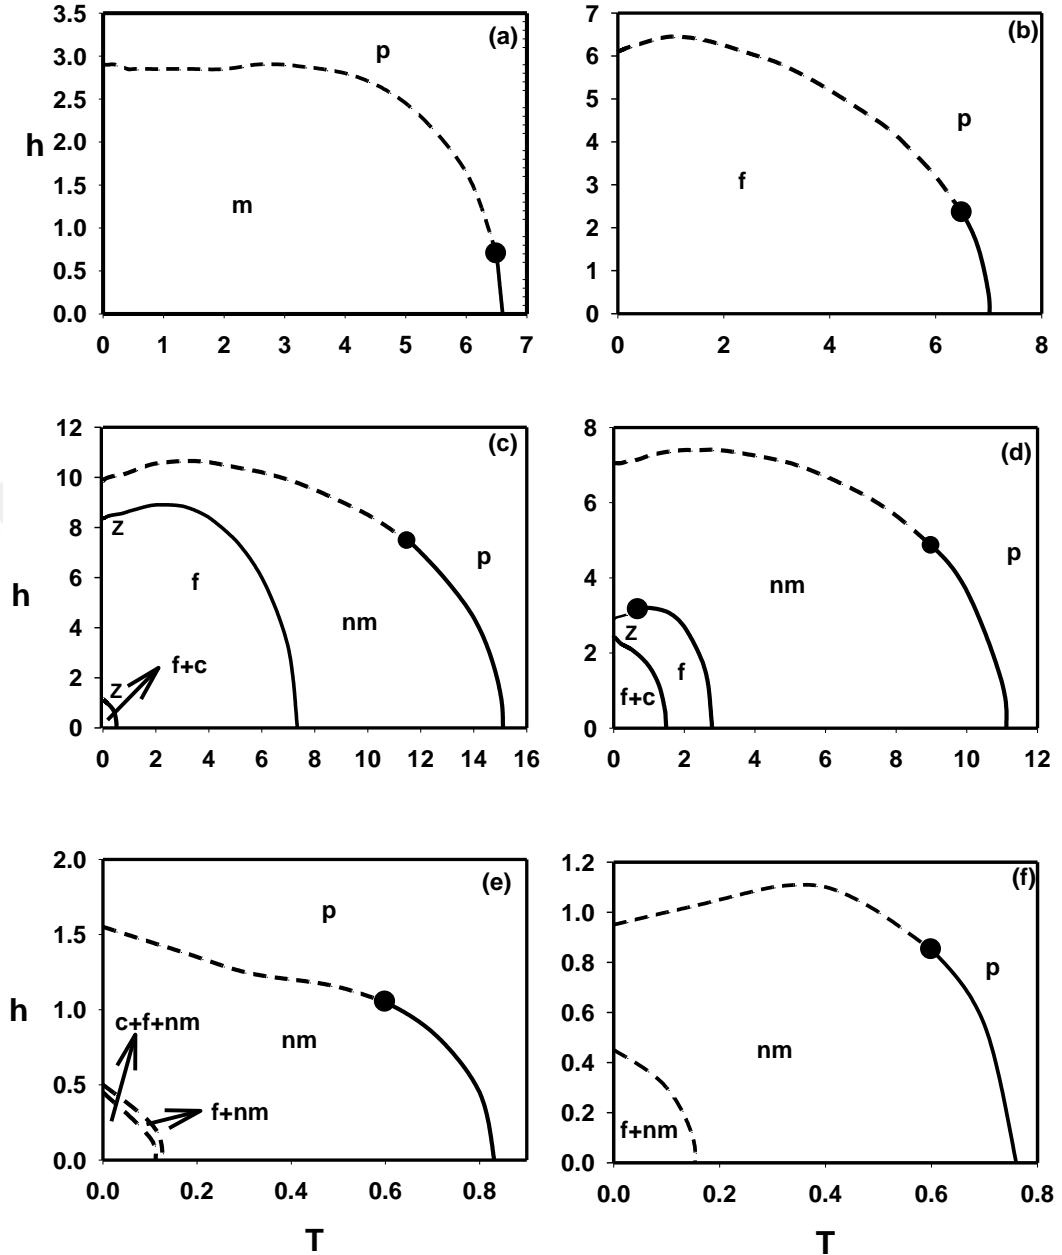 3.5
3.0
2.5
2.0
1.5
1.0
0.5
0.0
h
(a)
p
m
0 1 2 3 4 5 6 7
7
6
5
4
3
2
1
0
(b)
p
f
0 2 4 6 8
12
10
8
6
4
2
0
h
(c)
z
p
f
nm
f+c
z
0 2 4 6 8 10 12 14 16
8
6
4
2
0
(d)
p
nm
z
f
f+c
0 2 4 6 8 10 12
2.0
1.5
1.0
0.5
0.0
h
(e)
p
c+f+nm
nm
f+nm
0.0 0.2 0.4 0.6 0.8
T
1.2
1.0
0.8
0.6
0.4
0.2
0.0
(f)
p
nm
f+nm
0.0 0.2 0.4 0.6 0.8
T